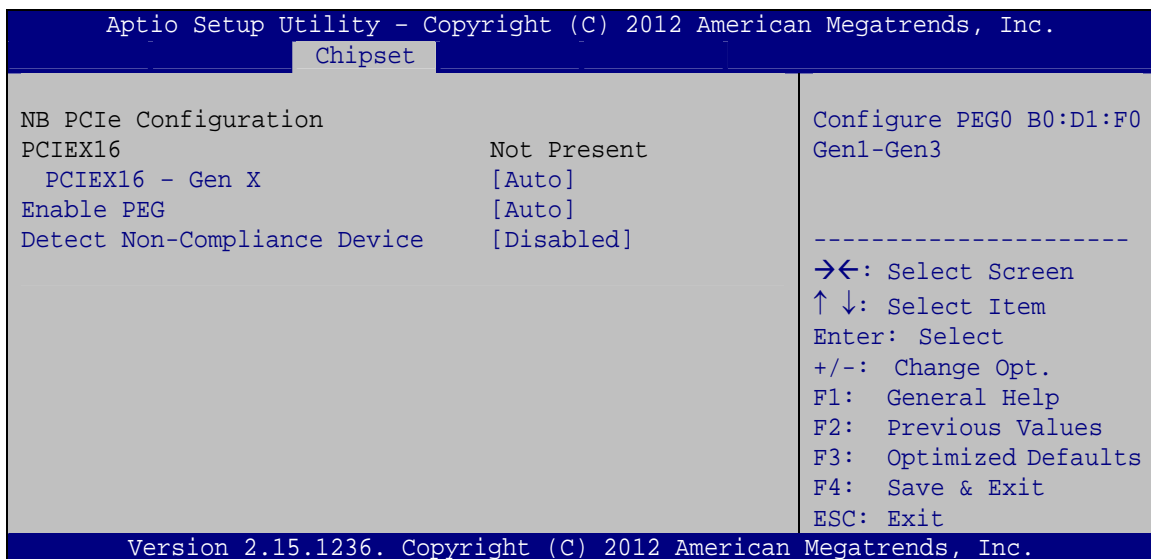 Aptio Setup Utility – Copyright (C) 2012 American Megatrends, Inc.
Chipset
NB PCIe Configuration
PCIEX16 Not Present
PCIEX16 – Gen X [Auto]
Enable PEG [Auto]
Detect Non-Compliance Device [Disabled]
Configure PEG0 B0:D1:F0
Gen1-Gen3
----------------------
→←: Select Screen
↑ ↓: Select Item
Enter: Select
+/-: Change Opt.
F1: General Help
F2: Previous Values
F3: Optimized Defaults
F4: Save & Exit
ESC: Exit
Version 2.15.1236. Copyright (C) 2012 American Megatrends, Inc.